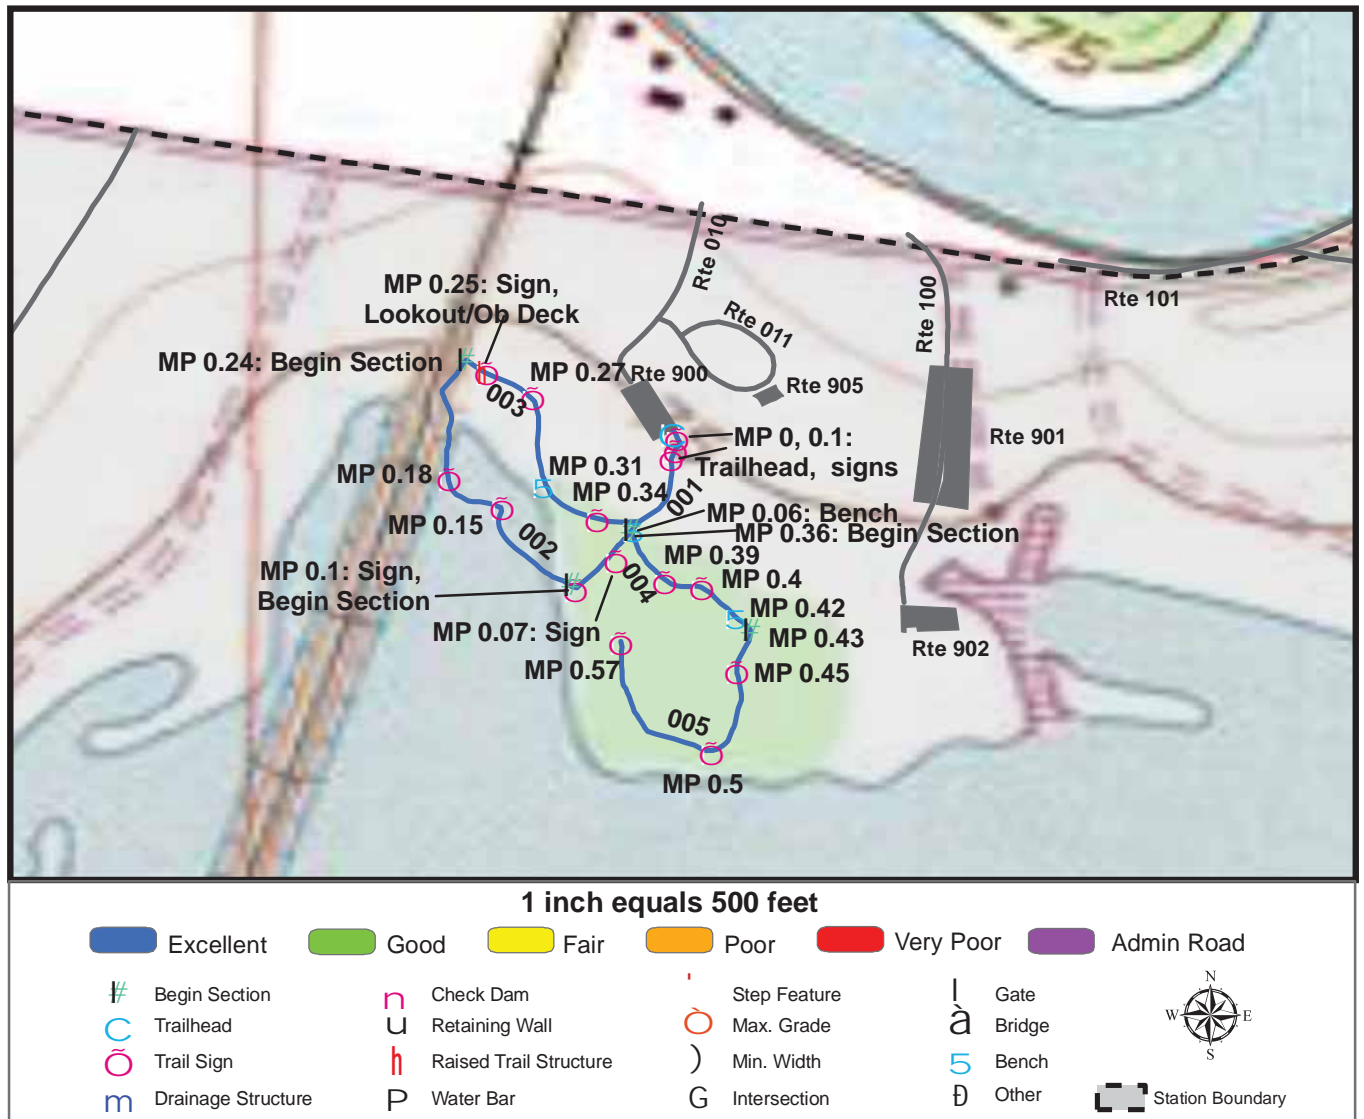 75
Rte 010
Rte 011
Rte 100
Rte 101
MP 0.25: Sign,
Lookout/Ob Deck
MP 0.24: Begin Section
003
MP 0.27
Rte 900
Rte 905
MP 0, 0.1:
Trailhead, signs
Rte 901
MP 0.18
MP 0.31
MP 0.34
001
MP 0.15
MP 0.06: Bench
MP 0.36: Begin Section
002
MP 0.39
MP 0.1: Sign,
Begin Section
004
MP 0.4
MP 0.42
MP 0.07: Sign
MP 0.43
Rte 902
MP 0.57
MP 0.45
005
MP 0.5
1 inch equals 500 feet
Excellent Good Fair Poor Very Poor Admin Road
# Begin Section n Check Dam ' Step Feature l Gate
C Trailhead u Retaining Wall Ò Max. Grade à Bridge
Õ Trail Sign h Raised Trail Structure ) Min. Width 5 Bench
m Drainage Structure P Water Bar G Intersection Ð Other Station Boundary
N
W E
S